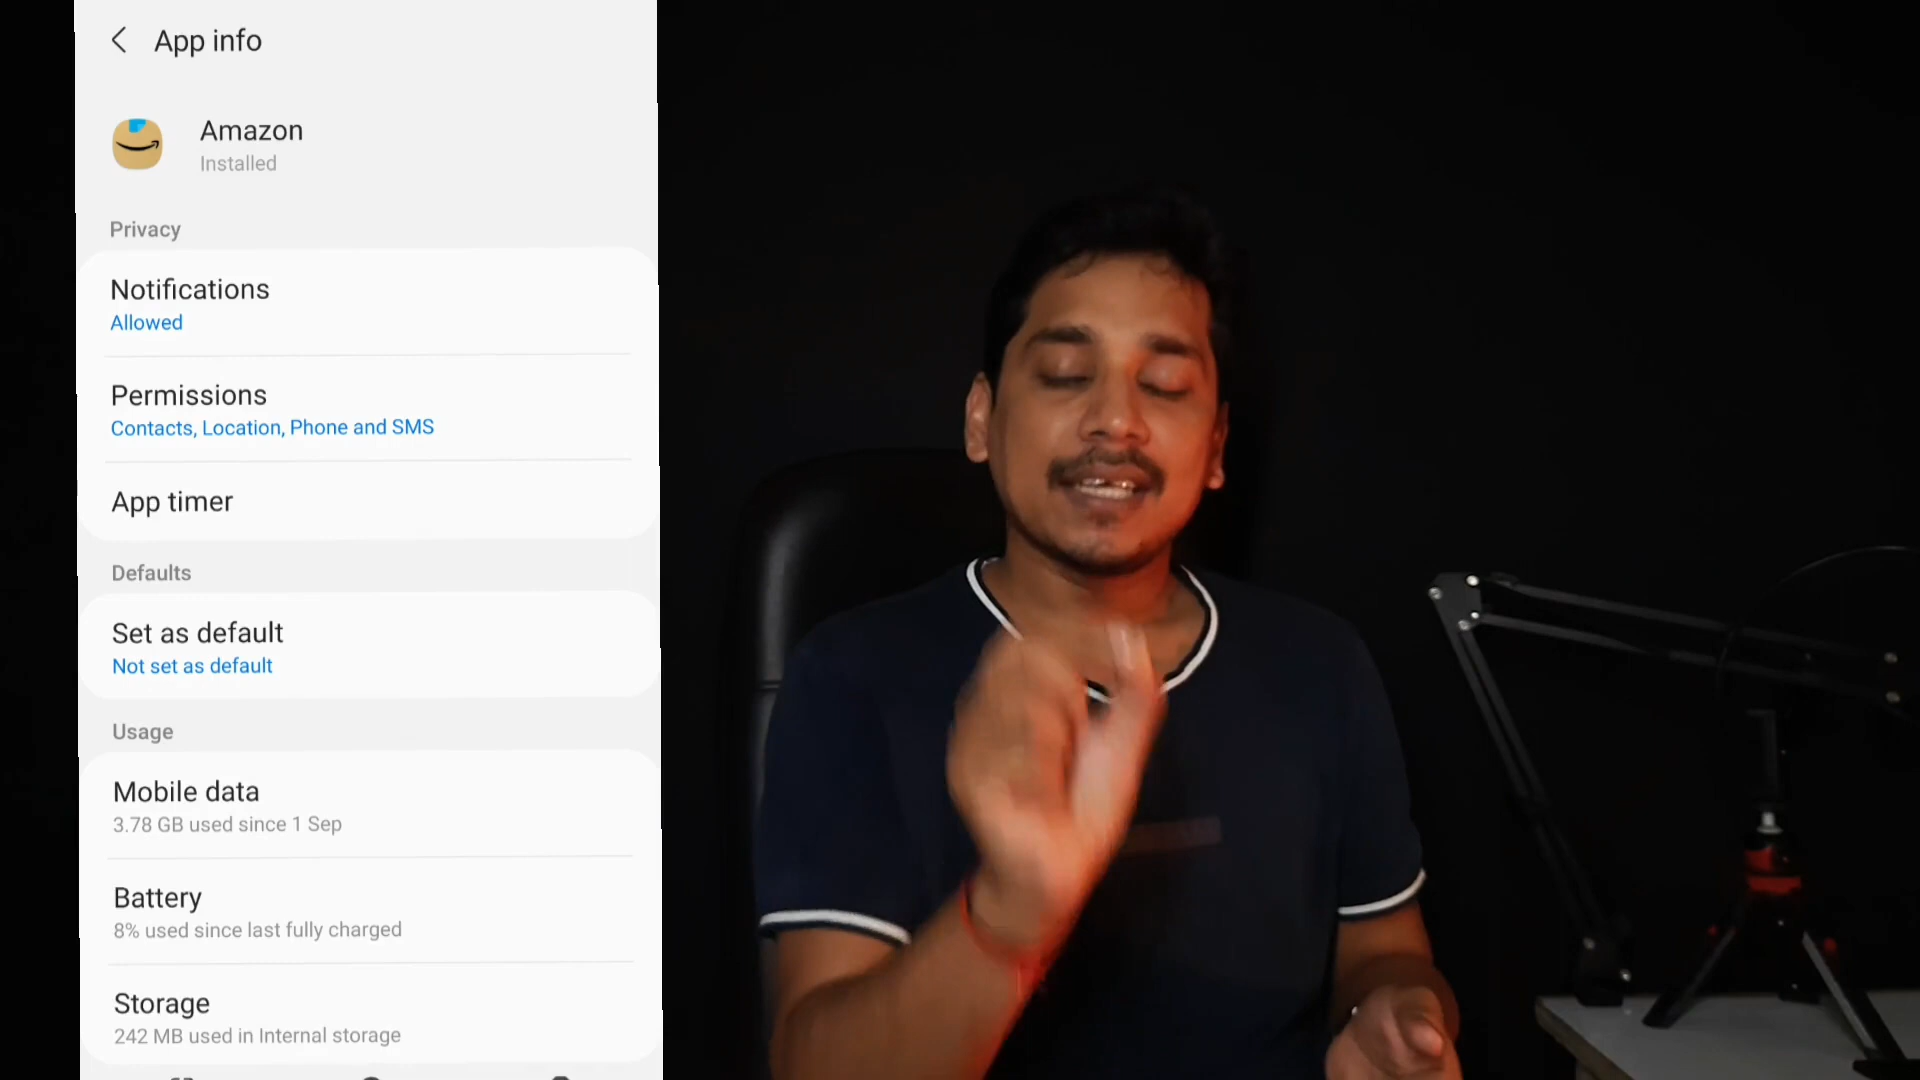 App info
Amazon
Installed
Privacy
Notifications
Allowed
Permissions
Contacts, Location, Phone and SMS
App timer
Defaults
Set as default
Not set as default
Usage
Mobile data
3.78 GB used since 1 Sep
Battery
8% used since last fully charged
Storage
242 MB used in Internal storage